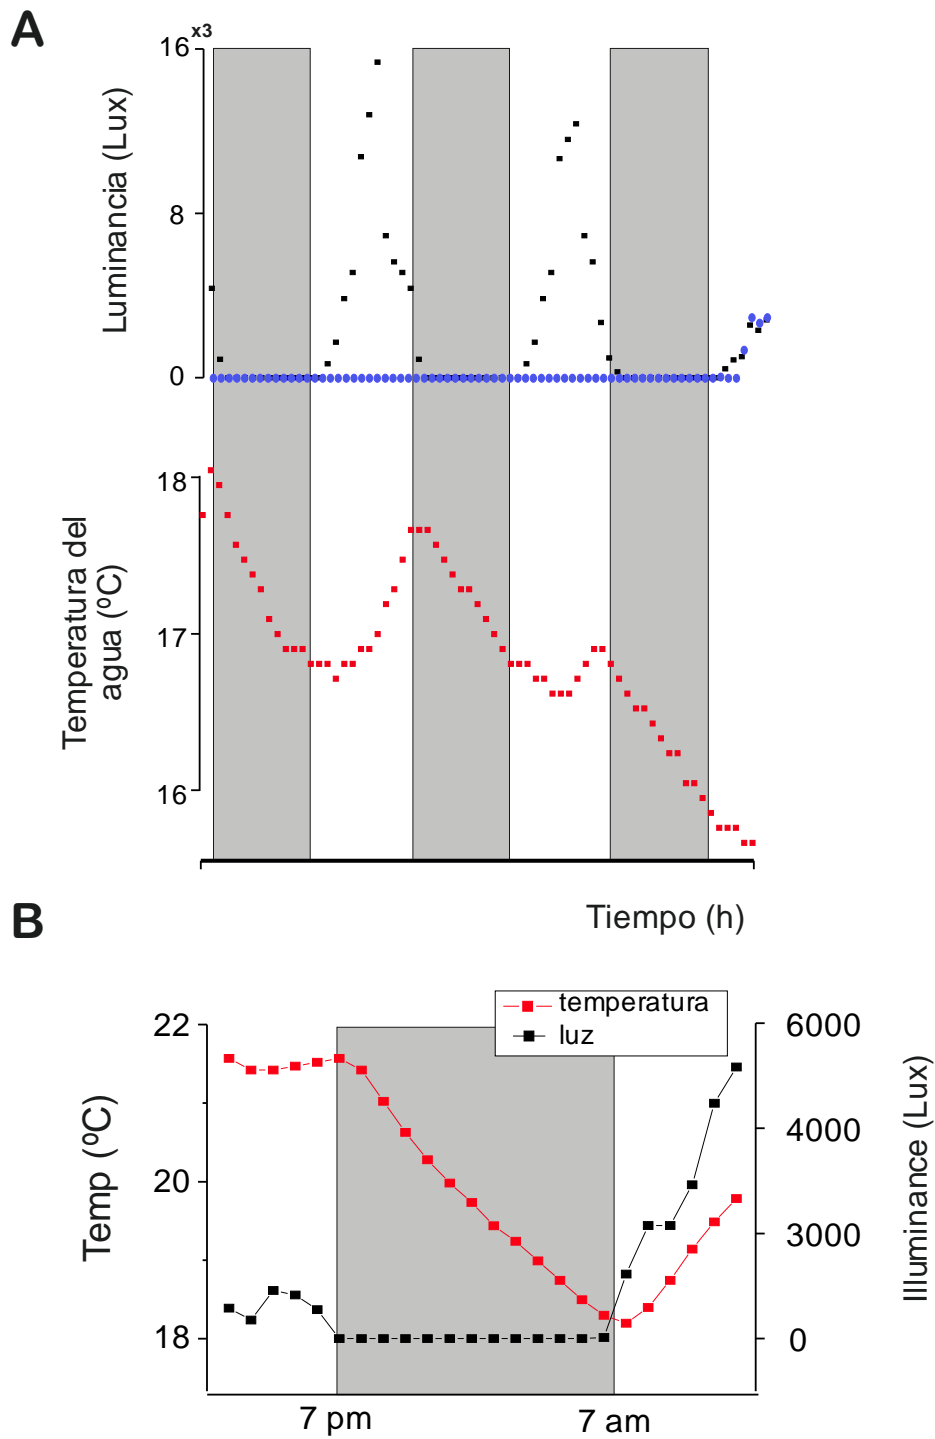 A
x3
16
8
0
Luminancia (Lux)
18
17
16
Temperatura del
agua (ºC)
Tiempo (h)
B
temperatura
luz
22
20
18
Temp (ºC)
6000
4000
3000
0
Illuminance (Lux)
7 pm
7 am